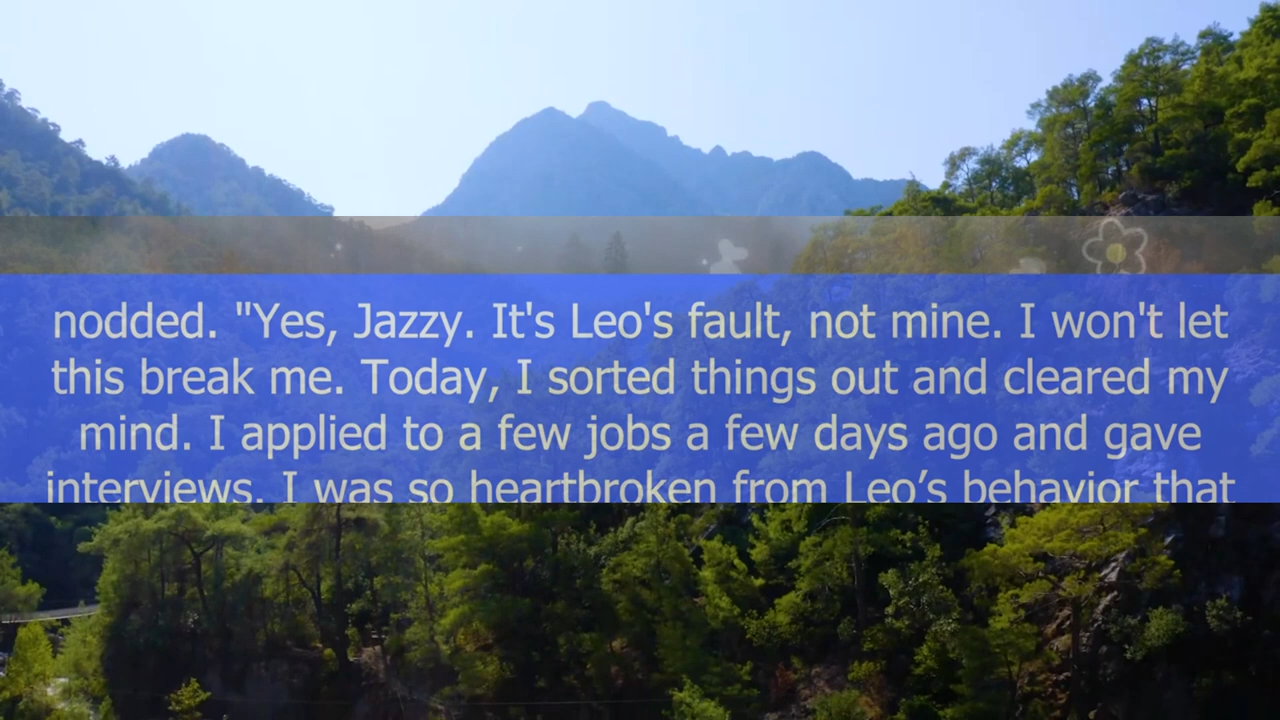 nodded. "Yes, Jazzy. It's Leo's fault, not mine. I won't let
this break me. Today, I sorted things out and cleared my
mind. I applied to a few jobs a few days ago and gave
interviews. I was so heartbroken from Leo’s behavior that